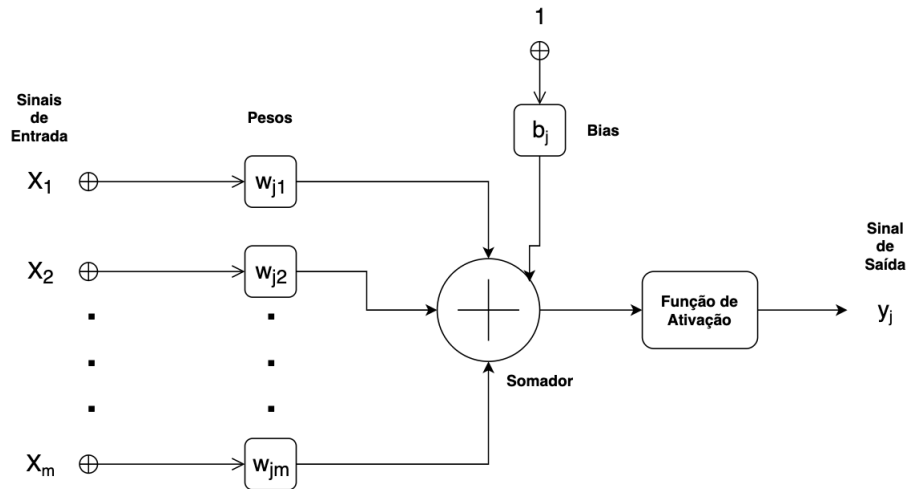 1
Sinais
de
Entrada
Pesos
b_j
Bias
X_1
w_j1
X_2
w_j2
Sinal
de
Saída
Função de
Ativação
y_j
Somador
X_m
w_jm